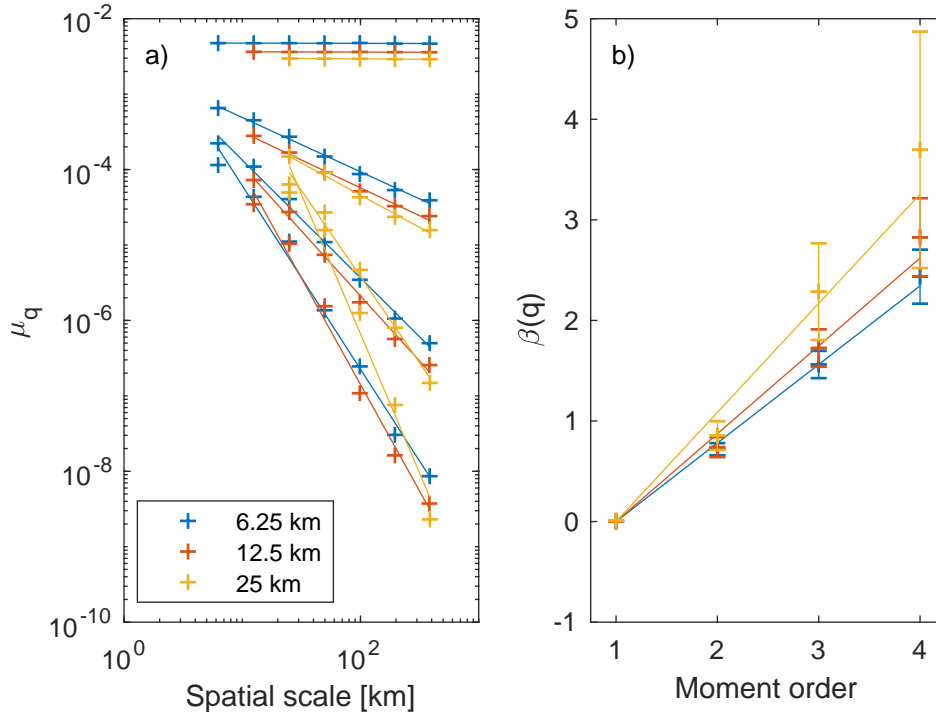 a)
10^-2
10^-4
10^-6
10^-8
10^-10
μ_q
10^0
10^2
Spatial scale [km]
6.25 km
12.5 km
25 km
b)
5
4
3
2
1
0
-1
β(q)
1 2 3 4
Moment order